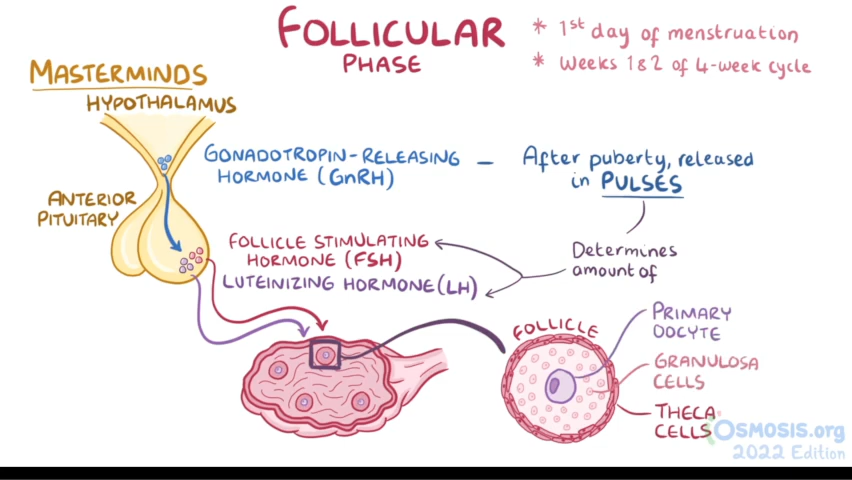 FOLLICULAR
PHASE
* 1st day of menstruation
* Weeks 1 & 2 of 4-week cycle
MASTERMINDS
HYPOTHALAMUS
GONADOTROPIN-RELEASING
HORMONE (GnRH)
– After puberty, released
in PULSES
ANTERIOR
PITUITARY
FOLLICLE STIMULATING
HORMONE (FSH)
LUTEINIZING HORMONE (LH)
Determines
amount of
FOLLICLE
PRIMARY
OOCYTE
GRANULOSA
CELLS
THECA
CELLS
OSMOSIS.org
2022 Edition